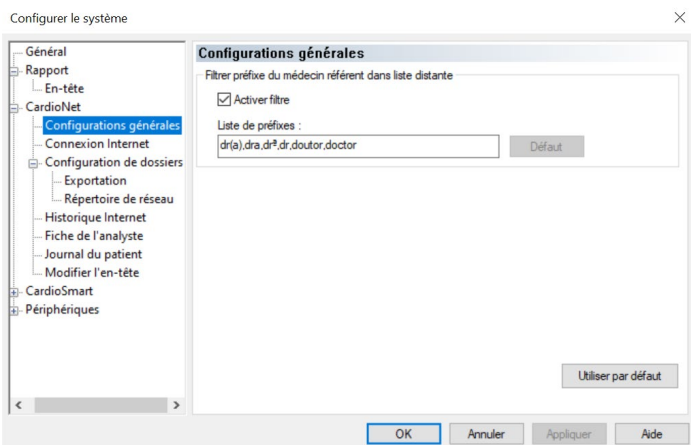 Configurer le système
Général
Rapport
En-tête
CardioNet
Configurations générales
Connexion Internet
Configuration de dossiers
Exportation
Répertoire de réseau
Historique Internet
Fiche de l'analyste
Journal du patient
Modifier l'en-tête
CardioSmart
Périphériques
Configurations générales
Filtrer préfixe du médecin référent dans liste distante
Activer filtre
Liste de préfixes :
dr(a),dra,drª,dr,doutor,doctor
Défaut
Utiliser par défaut
OK Annuler Appliquer Aide